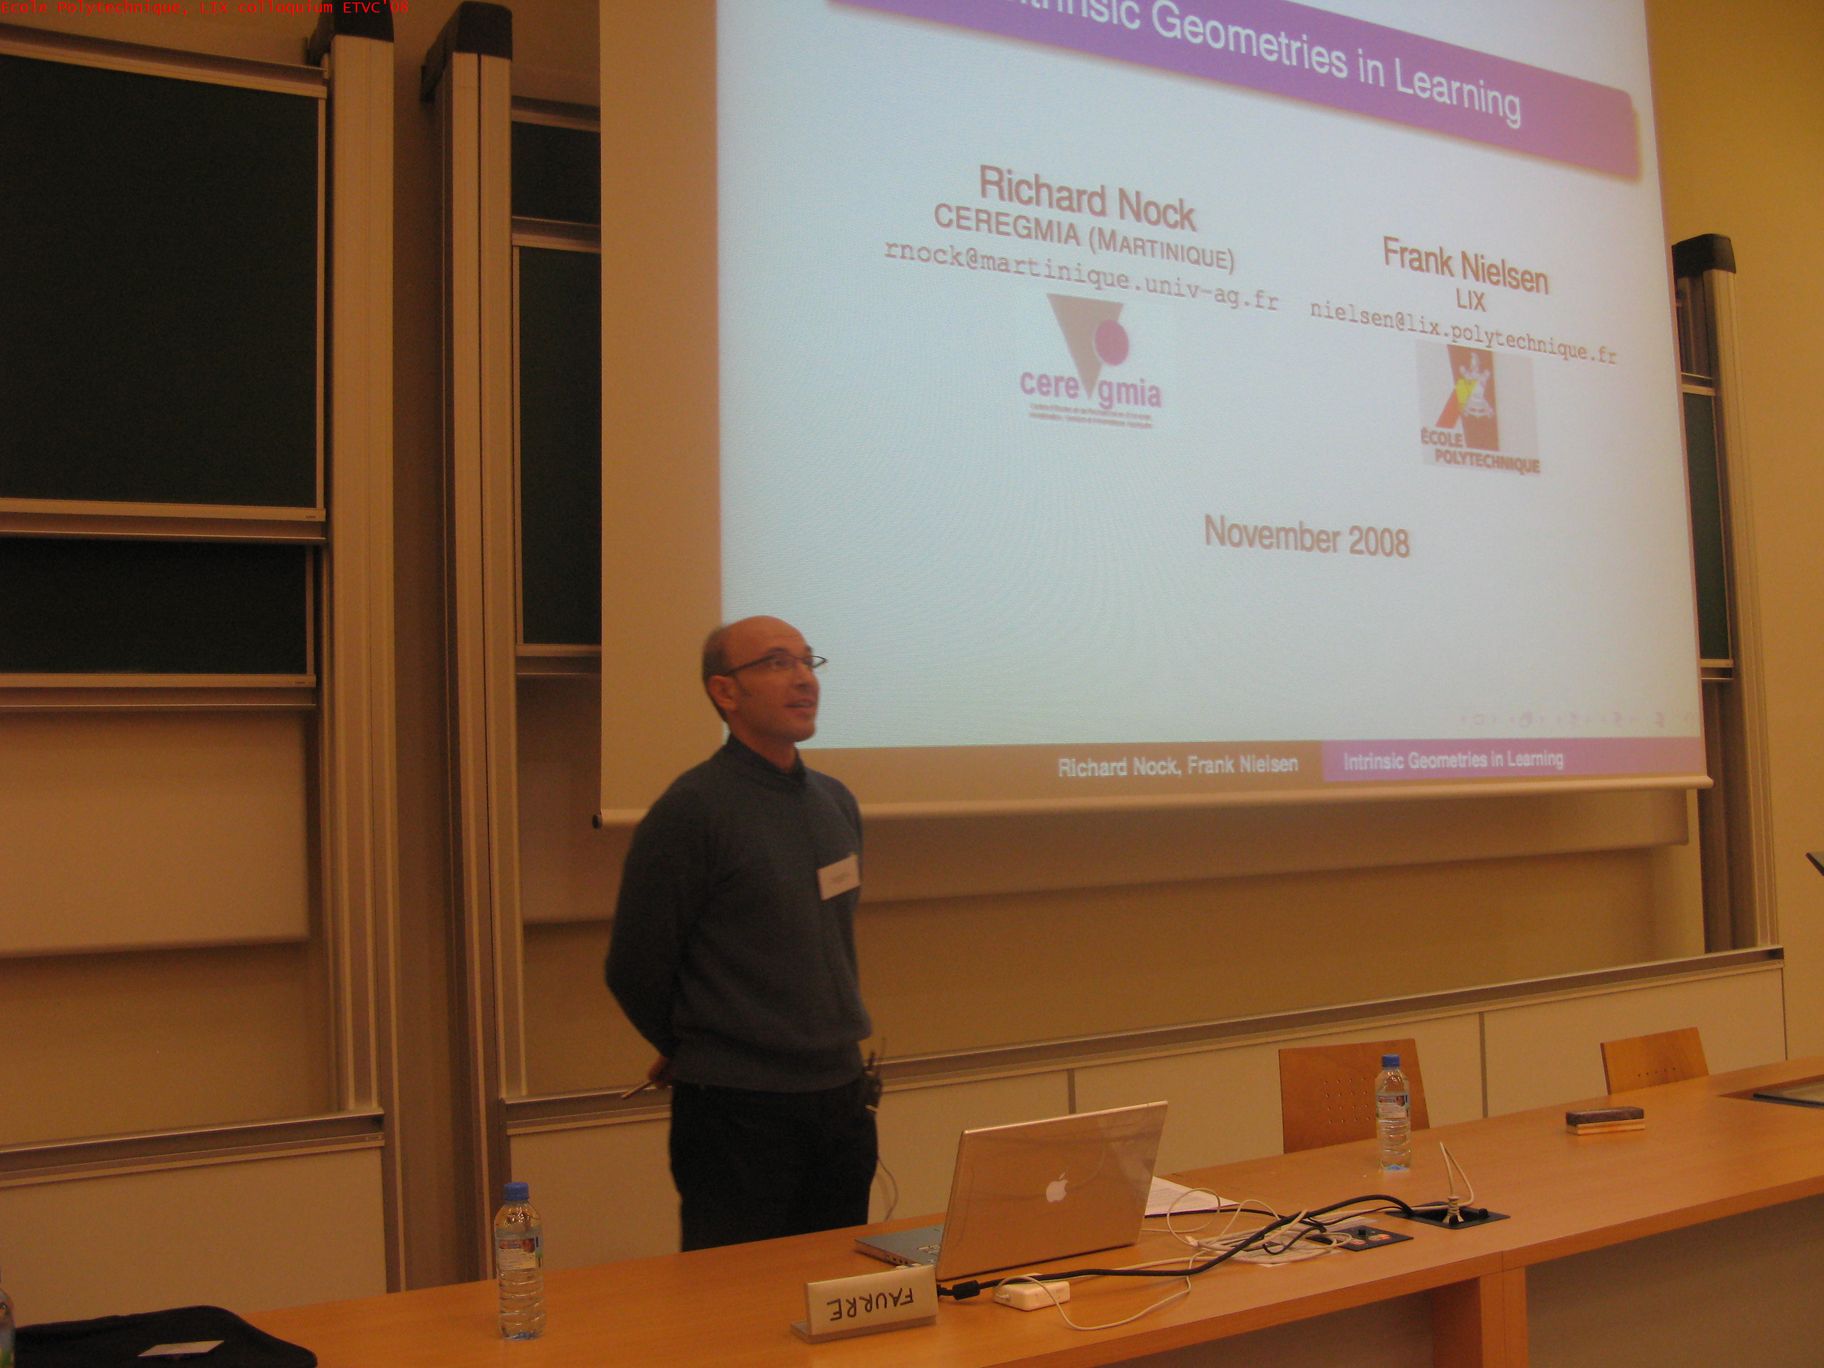 Ecole Polytechnique, LIX colloquium ETVC'08
Intrinsic Geometries in Learning
Richard Nock
CEREGMIA (MARTINIQUE)
rnock@martinique.univ-ag.fr
Frank Nielsen
LIX
nielsen@lix.polytechnique.fr
cere gmia
ÉCOLE
POLYTECHNIQUE
November 2008
Richard Nock, Frank Nielsen
Intrinsic Geometries in Learning
FAURRE